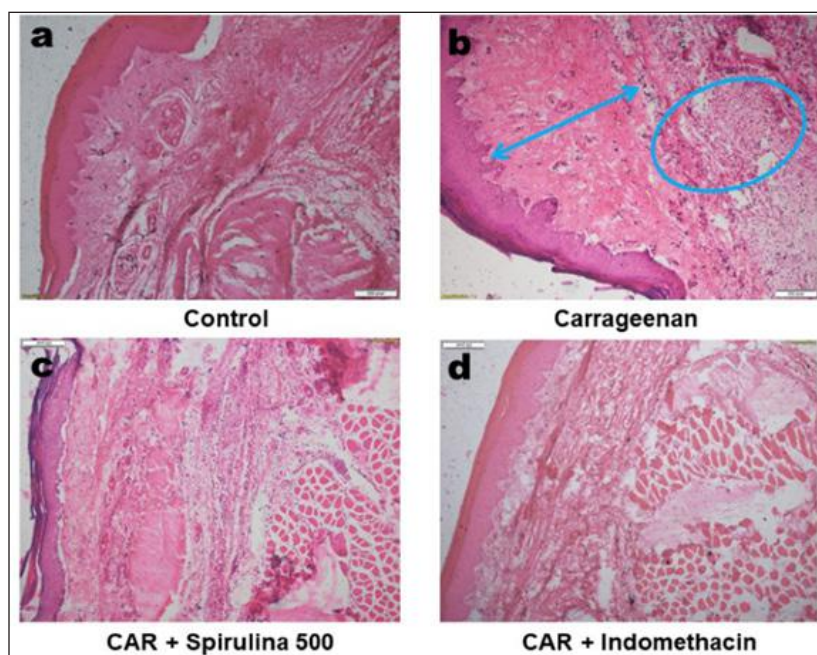 a
b
Control
Carrageenan
c
d
CAR + Spirulina 500
CAR + Indomethacin